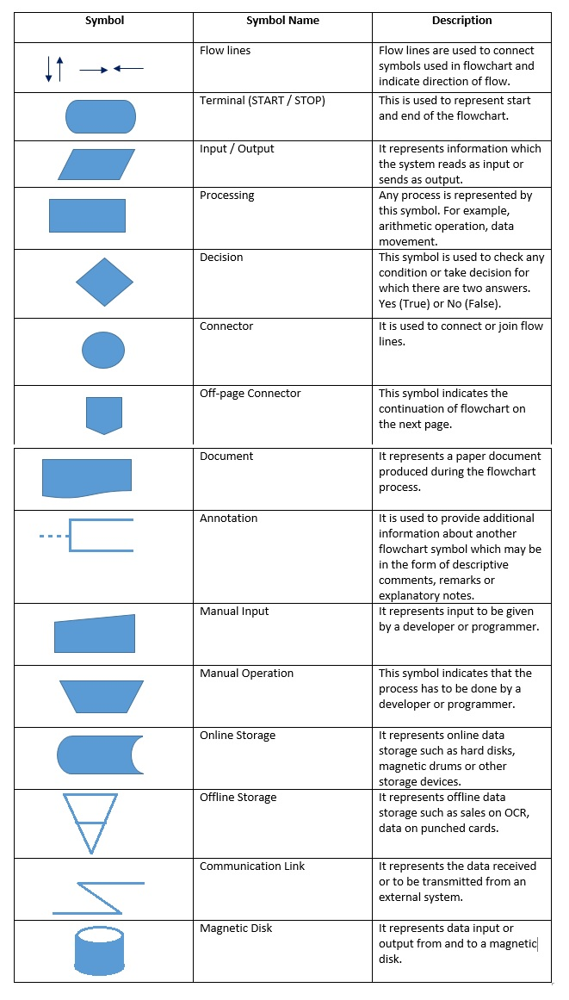 Symbol Symbol Name Description
Flow lines
Flow lines are used to connect
symbols used in flowchart and
indicate direction of flow.
Terminal (START / STOP)
This is used to represent start
and end of the flowchart.
Input / Output
It represents information which
the system reads as input or
sends as output.
Processing
Any process is represented by
this symbol. For example,
arithmetic operation, data
movement.
Decision
This symbol is used to check any
condition or take decision for
which there are two answers.
Yes (True) or No (False).
Connector
It is used to connect or join flow
lines.
Off-page Connector
This symbol indicates the
continuation of flowchart on
the next page.
Document
It represents a paper document
produced during the flowchart
process.
Annotation
It is used to provide additional
information about another
flowchart symbol which may be
in the form of descriptive
comments, remarks or
explanatory notes.
Manual Input
It represents input to be given
by a developer or programmer.
Manual Operation
This symbol indicates that the
process has to be done by a
developer or programmer.
Online Storage
It represents online data
storage such as hard disks,
magnetic drums or other
storage devices.
Offline Storage
It represents offline data
storage such as sales on OCR,
data on punched cards.
Communication Link
It represents the data received
or to be transmitted from an
external system.
Magnetic Disk
It represents data input or
output from and to a magnetic
disk.